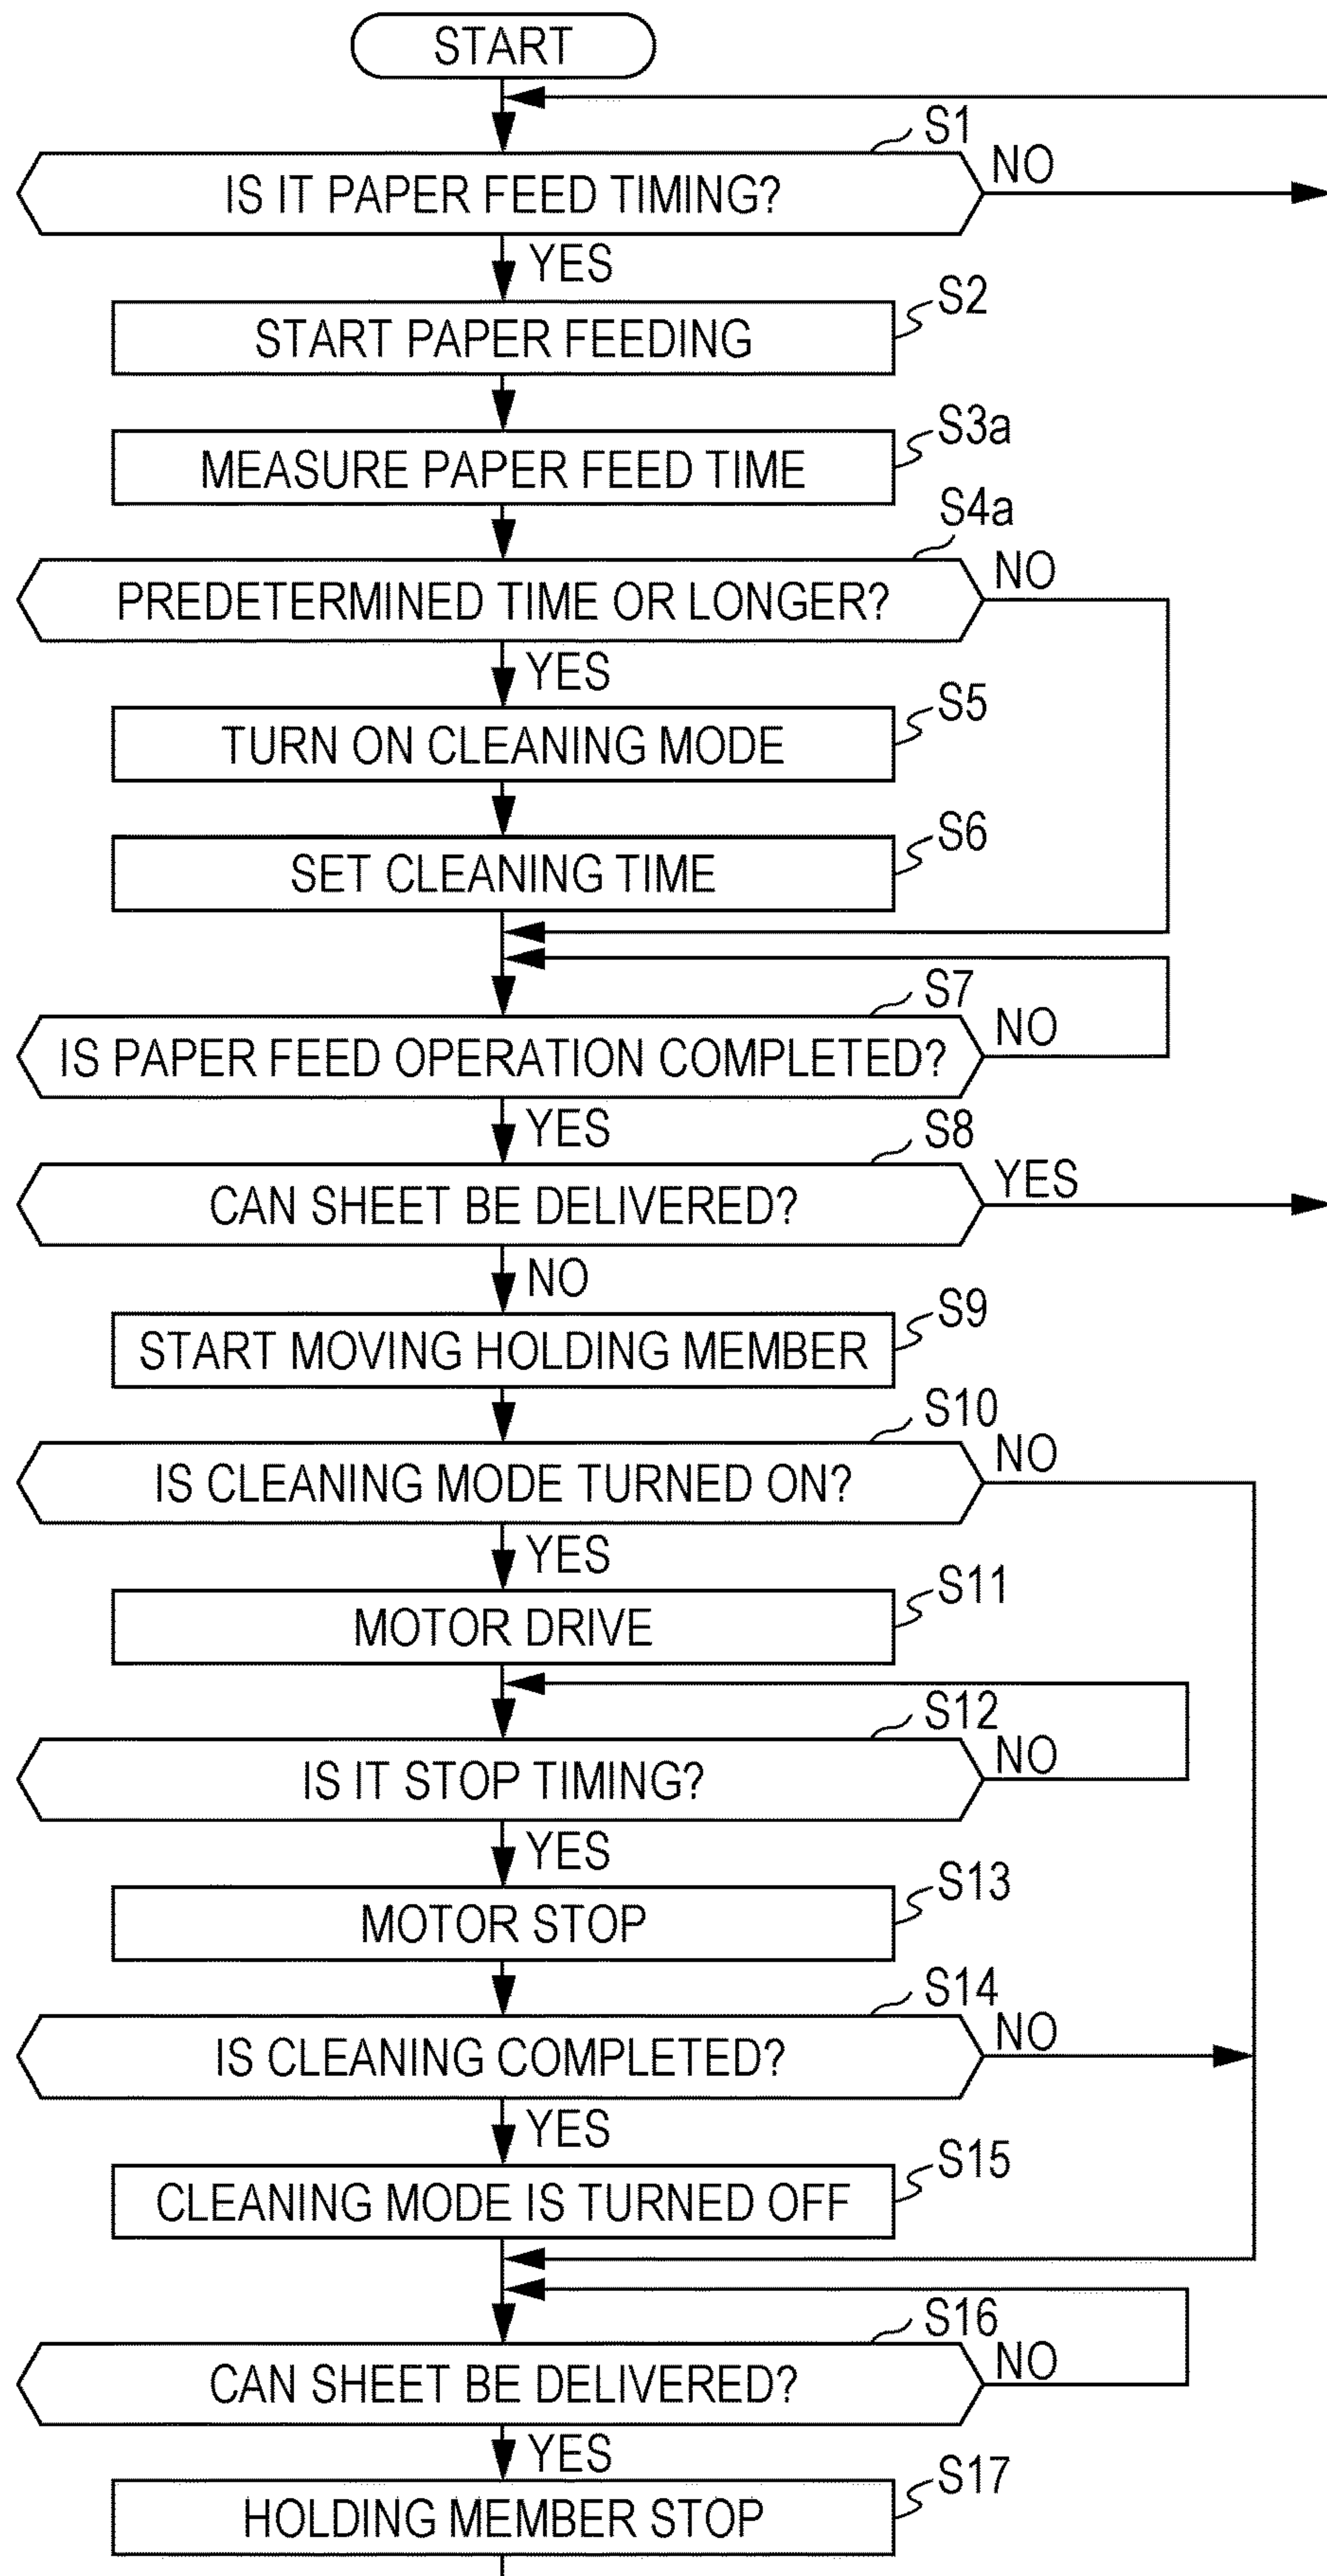 START
S1
IS IT PAPER FEED TIMING?
NO
YES
S2
START PAPER FEEDING
S3a
MEASURE PAPER FEED TIME
S4a
PREDETERMINED TIME OR LONGER?
NO
YES
S5
TURN ON CLEANING MODE
S6
SET CLEANING TIME
S7
IS PAPER FEED OPERATION COMPLETED?
NO
YES
S8
CAN SHEET BE DELIVERED?
YES
NO
S9
START MOVING HOLDING MEMBER
S10
IS CLEANING MODE TURNED ON?
NO
YES
S11
MOTOR DRIVE
S12
IS IT STOP TIMING?
NO
YES
S13
MOTOR STOP
S14
IS CLEANING COMPLETED?
NO
YES
S15
CLEANING MODE IS TURNED OFF
S16
CAN SHEET BE DELIVERED?
NO
YES
S17
HOLDING MEMBER STOP